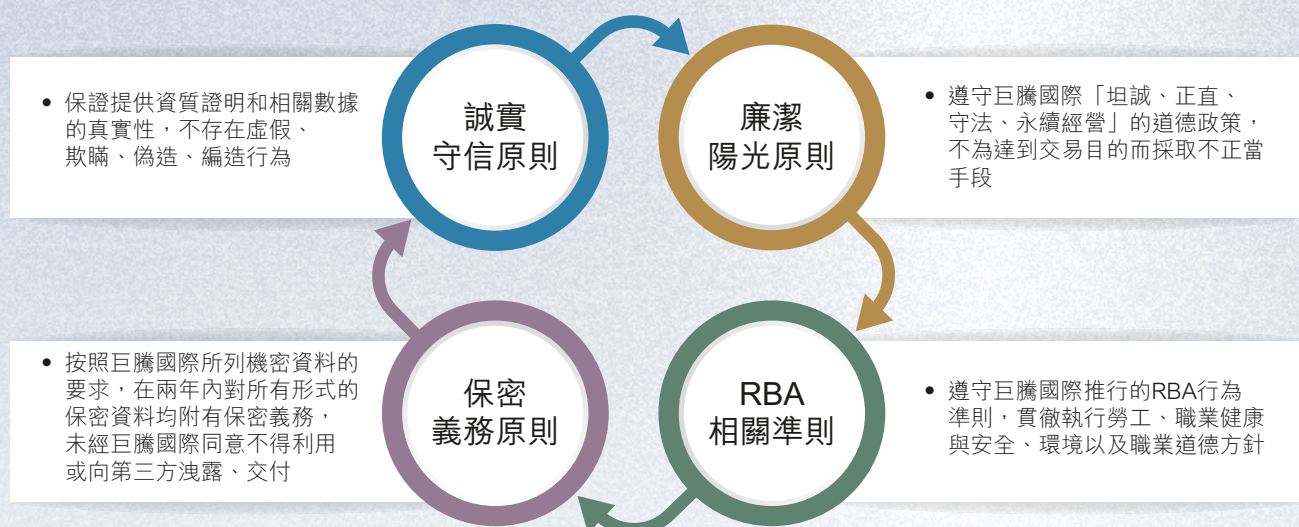 誠實
守信原則
• 保證提供資質證明和相關數據
的真實性，不存在虛假、
欺瞞、偽造、編造行為
廉潔
陽光原則
• 遵守巨騰國際「坦誠、正直、
守法、永續經營」的道德政策，
不為達到交易目的而採取不正當
手段
RBA
相關準則
• 遵守巨騰國際推行的RBA行為
準則，貫徹執行勞工、職業健康
與安全、環境以及職業道德方針
保密
義務原則
• 按照巨騰國際所列機密資料的
要求，在兩年內對所有形式的
保密資料均附有保密義務，
未經巨騰國際同意不得利用
或向第三方洩露、交付